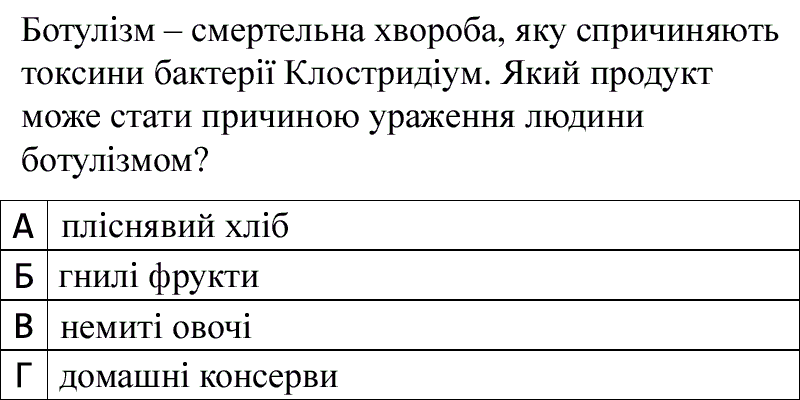 Ботулізм – смертельна хвороба, яку спричиняють
токсини бактерії Клостридіум. Який продукт
може стати причиною ураження людини
ботулізмом?
А пліснявий хліб
Б гнилі фрукти
В немиті овочі
Г домашні консерви